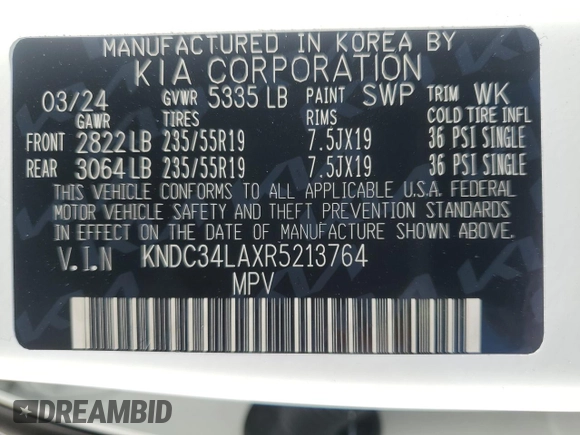 MANUFACTURED IN KOREA BY
KIA CORPORATION
03/24 GVWR 5335 LB PAINT SWP TRIM WK
GAWR TIRES RIMS COLD TIRE INFL
FRONT 2822 LB 235/55R19 7.5JX19 36 PSI SINGLE
REAR 3064 LB 235/55R19 7.5JX19 36 PSI SINGLE
THIS VEHICLE CONFORMS TO ALL APPLICABLE U.S.A. FEDERAL
MOTOR VEHICLE SAFETY AND THEFT PREVENTION STANDARDS
IN EFFECT ON THE DATE OF MANUFACTURE SHOWN ABOVE.
V.I.N KNDC34LAXR5213764
MPV
DREAMBID